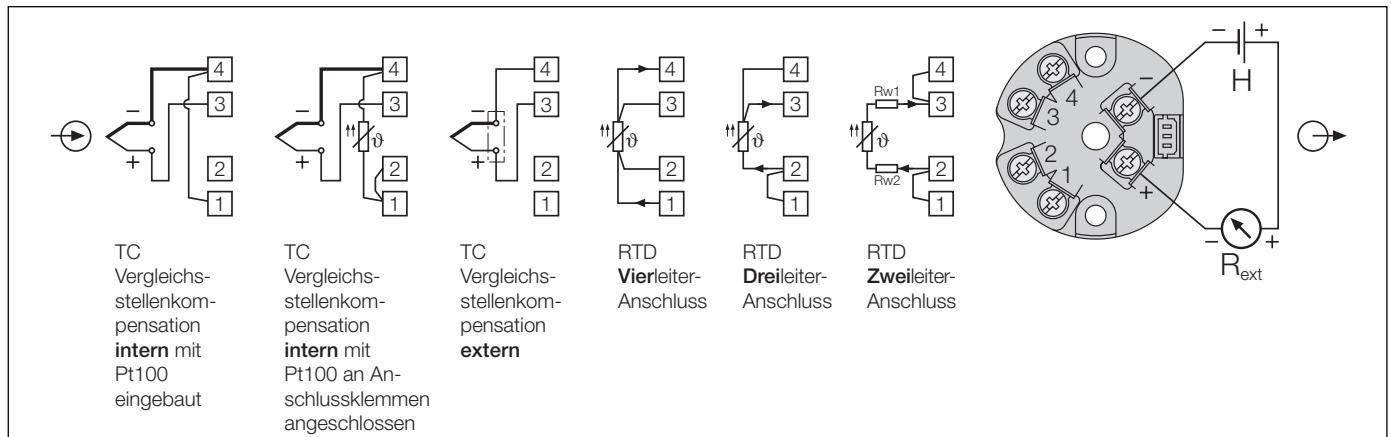 4
3
2
1
−
+
TC
Vergleichs-
stellenkom-
pensation
intern mit
Pt100
eingebaut
4
3
2
1
−
+
ϑ
TC
Vergleichs-
stellenkom-
pensation
intern mit
Pt100 an An-
schlussklemmen
angeschlossen
4
3
2
1
−
+
TC
Vergleichs-
stellenkom-
pensation
extern
4
3
2
1
ϑ
RTD
Vierleiter-
Anschluss
4
3
2
1
ϑ
RTD
Dreileiter-
Anschluss
4
3
2
1
Rw1
ϑ
Rw2
RTD
Zweileiter-
Anschluss
4
3
2
1
−
+
− +
H
− +
Rext